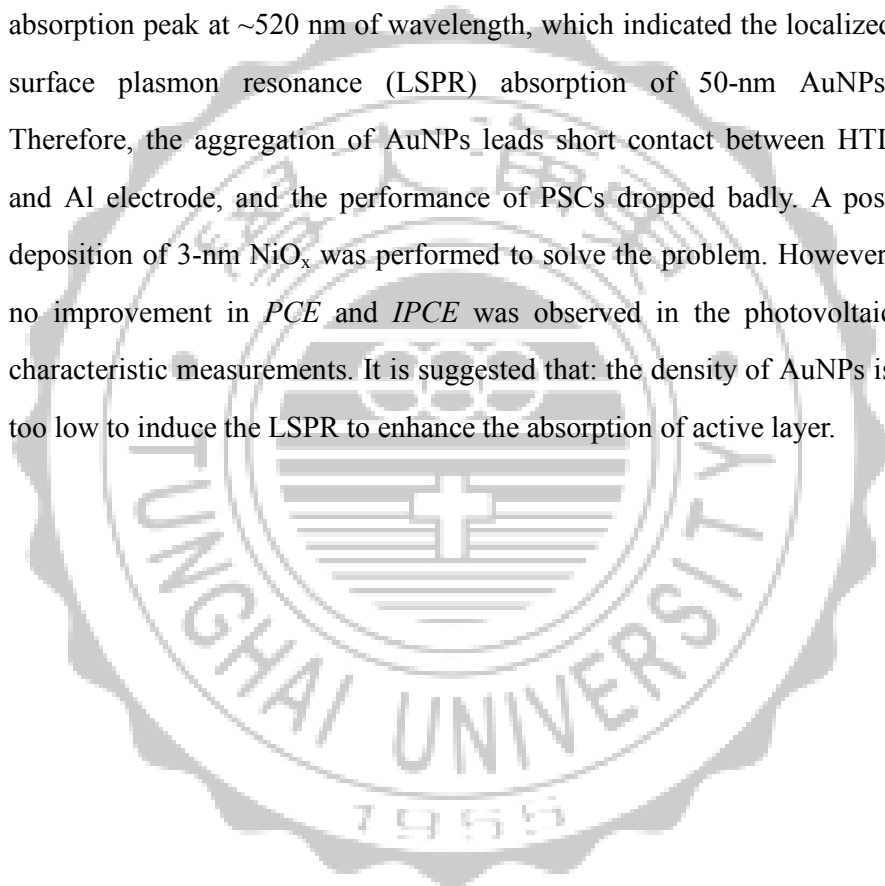 absorption peak at ~520 nm of wavelength, which indicated the localized
surface plasmon resonance (LSPR) absorption of 50-nm AuNPs
Therefore, the aggregation of AuNPs leads short contact between HTL
and Al electrode, and the performance of PSCs dropped badly. A pos
deposition of 3-nm NiOₓ was performed to solve the problem. However
no improvement in PCE and IPCE was observed in the photovoltaic
characteristic measurements. It is suggested that: the density of AuNPs is
too low to induce the LSPR to enhance the absorption of active layer.
TUNGHAI UNIVERSITY
1955